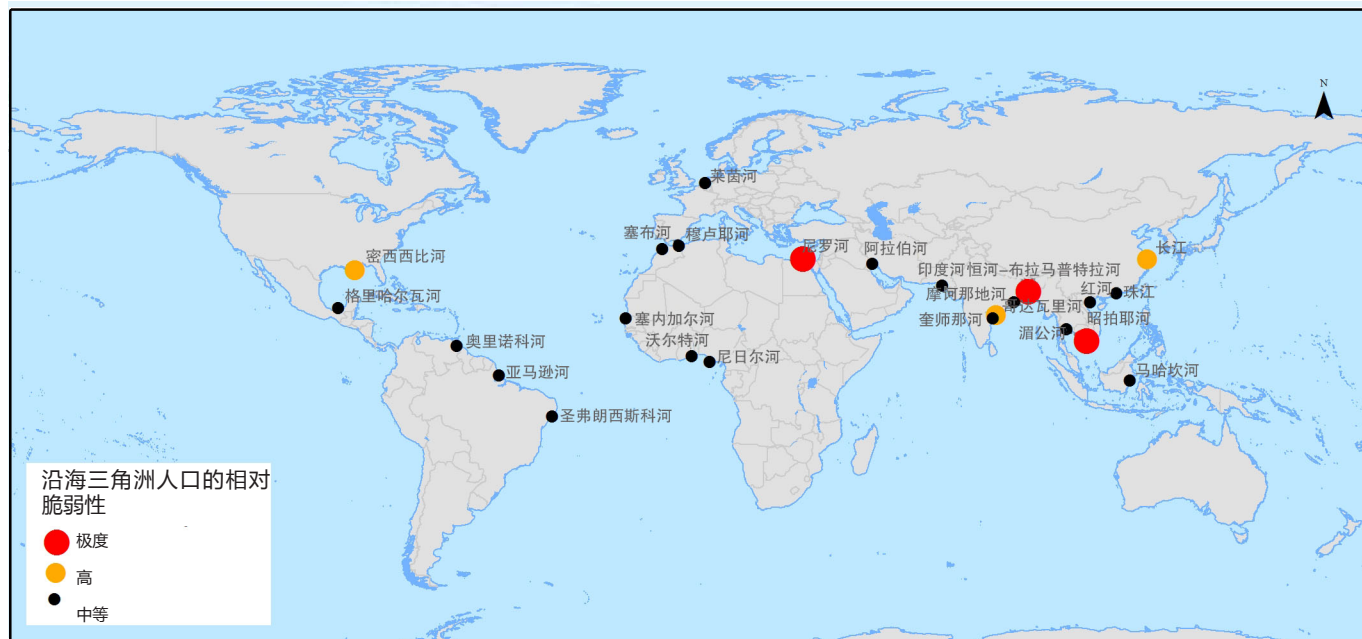 N
莱茵河
塞布河
穆卢耶河
尼罗河
阿拉伯河
长江
密西西比河
印度河
恒河-布拉马普特拉河
格里哈尔瓦河
摩诃那地河
红河
珠江
哥达瓦里河
塞内加尔河
奎师那河
昭拍耶河
湄公河
奥里诺科河
沃尔特河
尼日尔河
亚马逊河
马哈坎河
圣弗朗西斯科河
沿海三角洲人口的相对
脆弱性
极度
高
中等